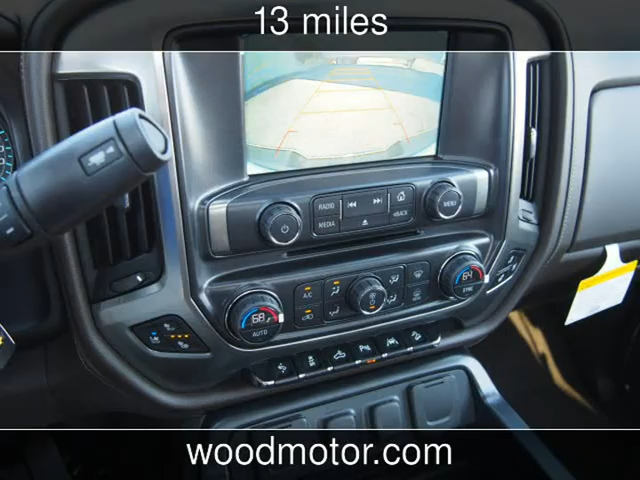 13 miles
RADIO
MEDIA
BACK
MENU
A/C
68
AUTO
64
SYNC
woodmotor.com